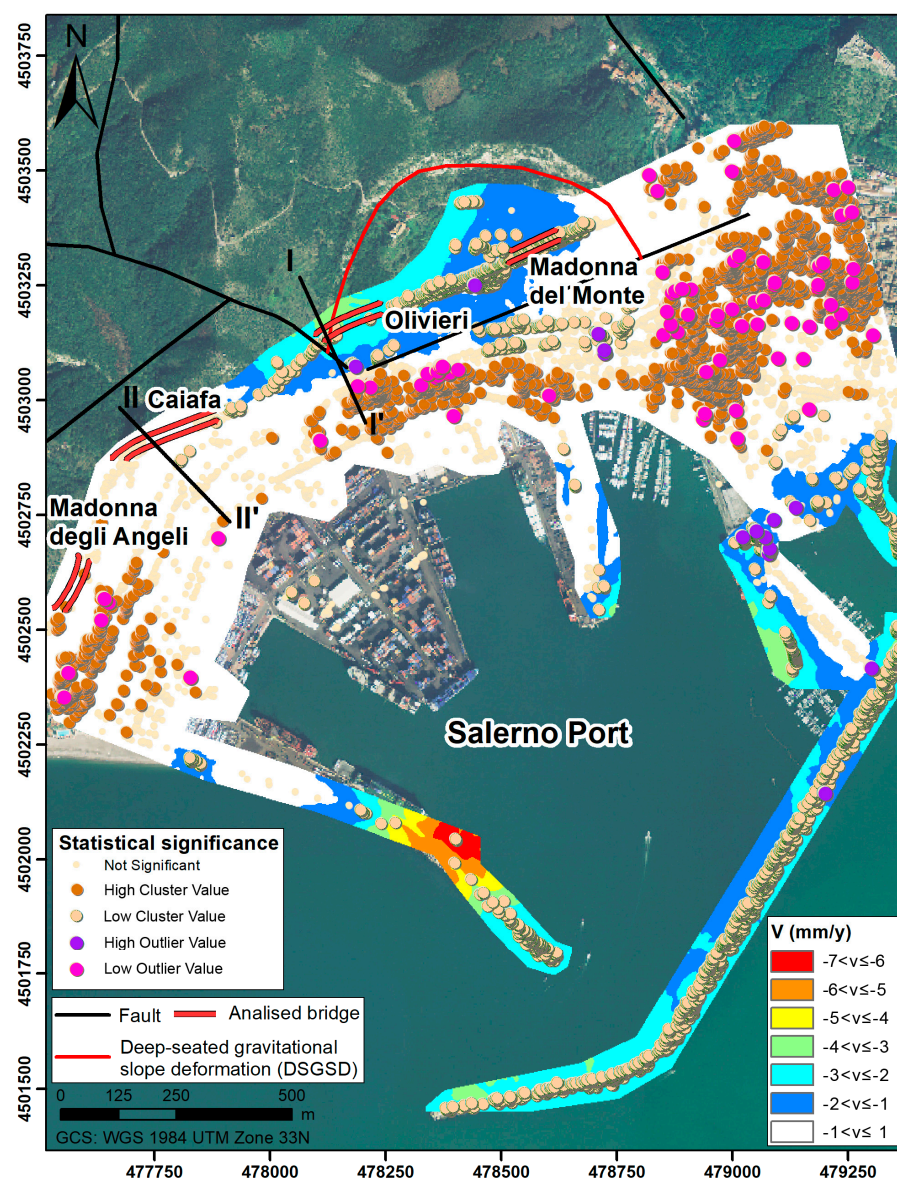 N
I
Madonna
del Monte
Olivieri
II
Caiafa
I'
II'
Madonna
degli Angeli
Salerno Port
Statistical significance
Not Significant
High Cluster Value
Low Cluster Value
High Outlier Value
Low Outlier Value
Fault
Analised bridge
Deep-seated gravitational
slope deformation (DSGSD)
0 125 250 500
m
GCS: WGS 1984 UTM Zone 33N
V (mm/y)
-7<v≤-6
-6<v≤-5
-5<v≤-4
-4<v≤-3
-3<v≤-2
-2<v≤-1
-1<v≤ 1
4503750
4503500
4503250
4503000
4502750
4502500
4502250
4502000
4501750
4501500
477750 478000 478250 478500 478750 479000 479250